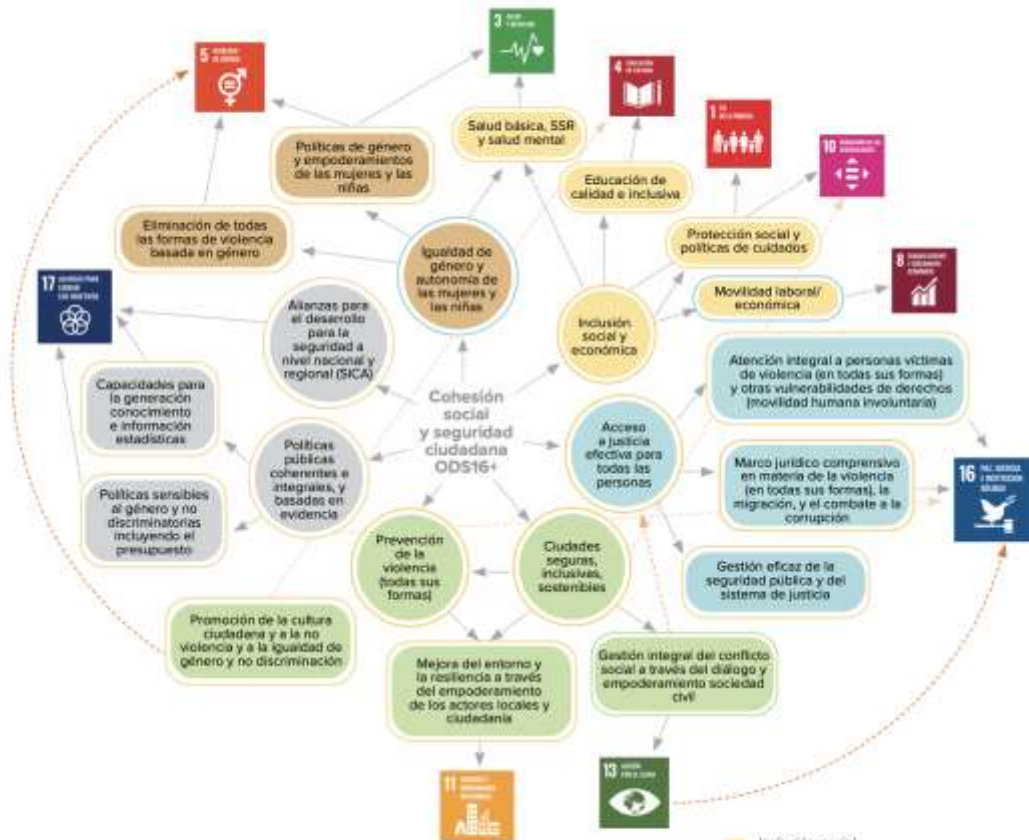 3
5
4
1
10
8
17
Políticas de género
y empoderamientos
de las mujeres y las
niñas
Salud básica, SSR
y salud mental
Educación de
calidad e inclusiva
Eliminación de todas
las formas de violencia
basada en género
Igualdad de
género y
autonomía de
las mujeres y
las niñas
Protección social y
políticas de cuidados
Movilidad laboral/
económica
Inclusión
social y
económica
Alianzas para
el desarrollo
para la
seguridad a
nivel nacional y
regional (SICA)
Capacidades para
la generación
conocimiento
e información
estadísticas
Cohesión
social
y seguridad
ciudadana
ODS16+
Atención integral a personas víctimas
de violencia (en todas sus formas)
y otras vulnerabilidades de derechos
(movilidad humana involuntaria)
Acceso
a justicia
efectiva para
todas las
personas
Políticas
públicas
coherentes e
integrales, y
basadas en
evidencia
Marco jurídico comprensivo
en materia de la violencia
(en todas sus formas), la
migración, y el combate a la
corrupción
16
Políticas sensibles
al género y no
discriminatorias
incluyendo el
presupuesto
Prevención
de la
violencia
(todas sus
formas)
Ciudades
seguras,
inclusivas,
sostenibles
Gestión eficaz de la
seguridad pública y del
sistema de justicia
Promoción de la cultura
ciudadana y a la no
violencia y a la igualdad de
género y no discriminación
Mejora del entorno y
la resiliencia a través
del empoderamiento
de los actores locales y
ciudadanía
Gestión integral del conflicto
social a través del diálogo y
empoderamiento sociedad
civil
11
13